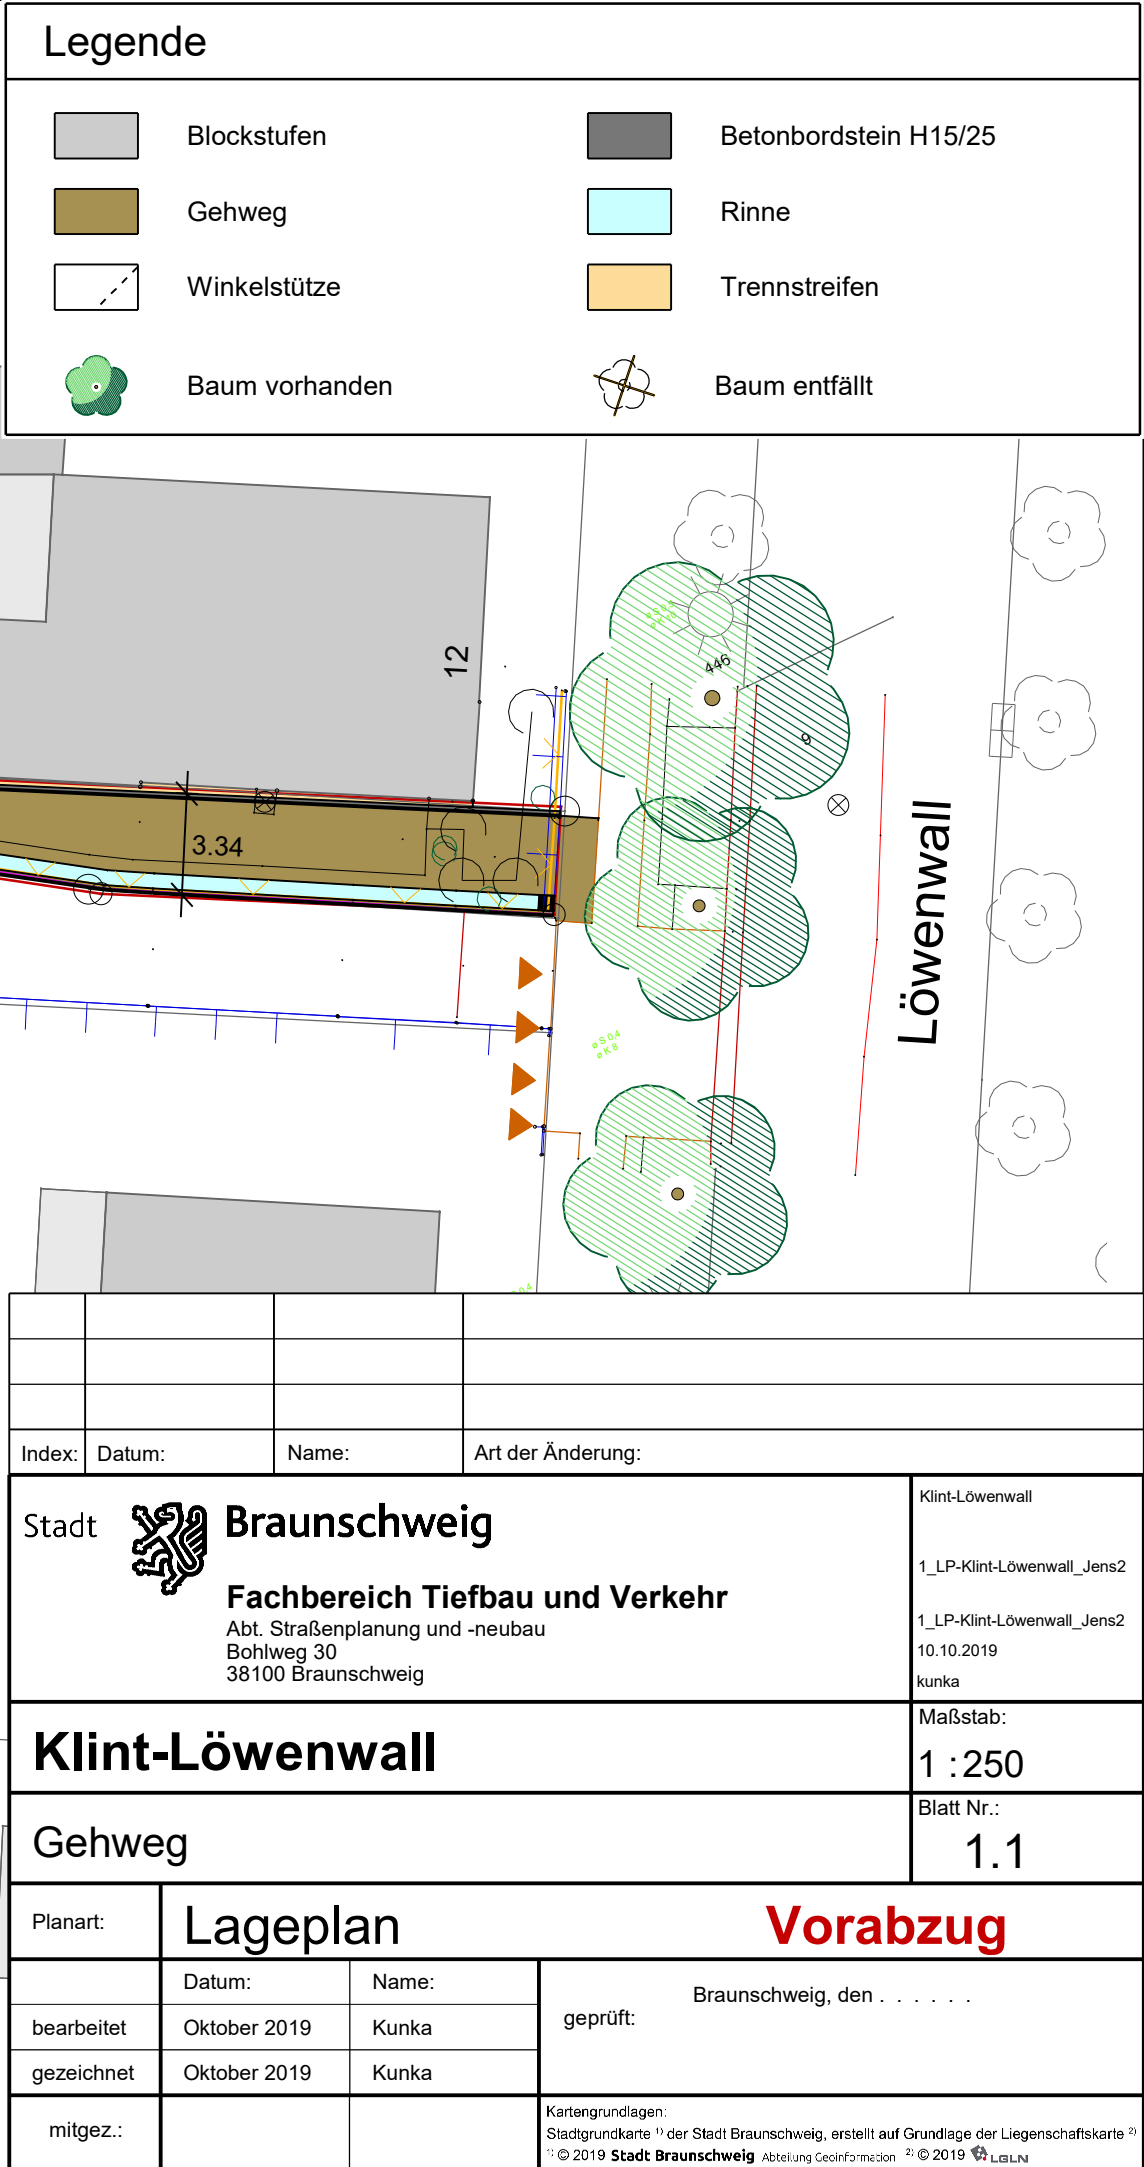 Legende
Blockstufen
Betonbordstein H15/25
Gehweg
Rinne
Winkelstütze
Trennstreifen
Baum vorhanden
Baum entfällt
12
446
9
3.34
Löwenwall
ø S 0,4
ø K 8
Index:
Datum:
Name:
Art der Änderung:
Stadt
Braunschweig
Fachbereich Tiefbau und Verkehr
Abt. Straßenplanung und -neubau
Bohlweg 30
38100 Braunschweig
Klint-Löwenwall
1_LP-Klint-Löwenwall_Jens2
1_LP-Klint-Löwenwall_Jens2
10.10.2019
kunka
Klint-Löwenwall
Maßstab:
1 :250
Gehweg
Blatt Nr.:
1.1
Planart:
Lageplan
Vorabzug
Datum:
Name:
bearbeitet
Oktober 2019
Kunka
gezeichnet
Oktober 2019
Kunka
Braunschweig, den . . . . . .
geprüft:
mitgez.:
Kartengrundlagen:
Stadtgrundkarte 1) der Stadt Braunschweig, erstellt auf Grundlage der Liegenschaftskarte 2)
1) © 2019 Stadt Braunschweig Abteilung Geoinformation 2) © 2019 LGLN